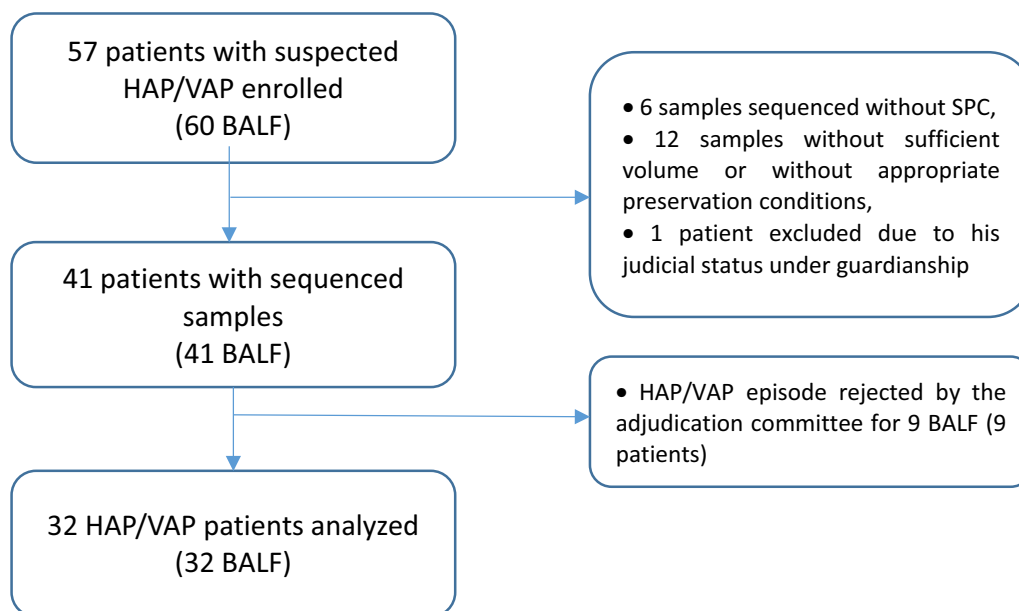 57 patients with suspected
HAP/VAP enrolled
(60 BALF)
• 6 samples sequenced without SPC,
• 12 samples without sufficient
volume or without appropriate
preservation conditions,
• 1 patient excluded due to his
judicial status under guardianship
41 patients with sequenced
samples
(41 BALF)
• HAP/VAP episode rejected by the
adjudication committee for 9 BALF (9
patients)
32 HAP/VAP patients analyzed
(32 BALF)